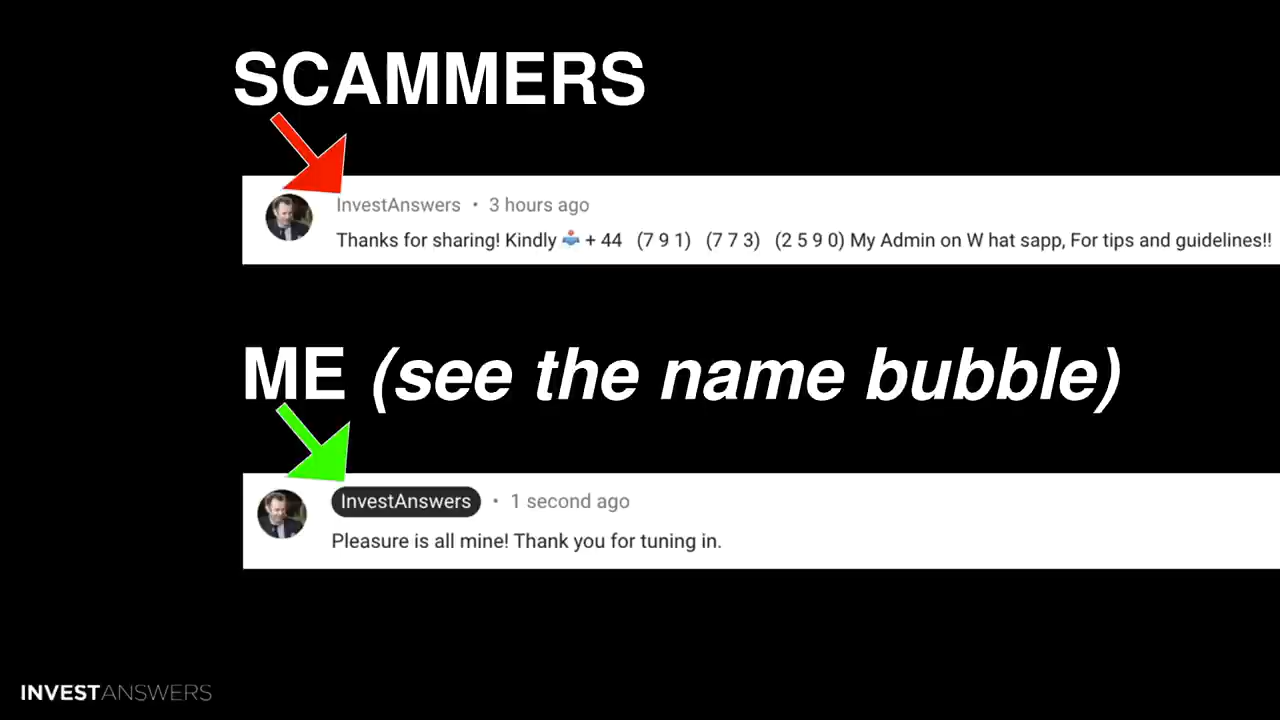 SCAMMERS
InvestAnswers • 3 hours ago
Thanks for sharing! Kindly 📥 + 44 (7 9 1) (7 7 3) (2 5 9 0) My Admin on W hat sapp, For tips and guidelines!!
ME (see the name bubble)
InvestAnswers • 1 second ago
Pleasure is all mine! Thank you for tuning in.
INVESTANSWERS